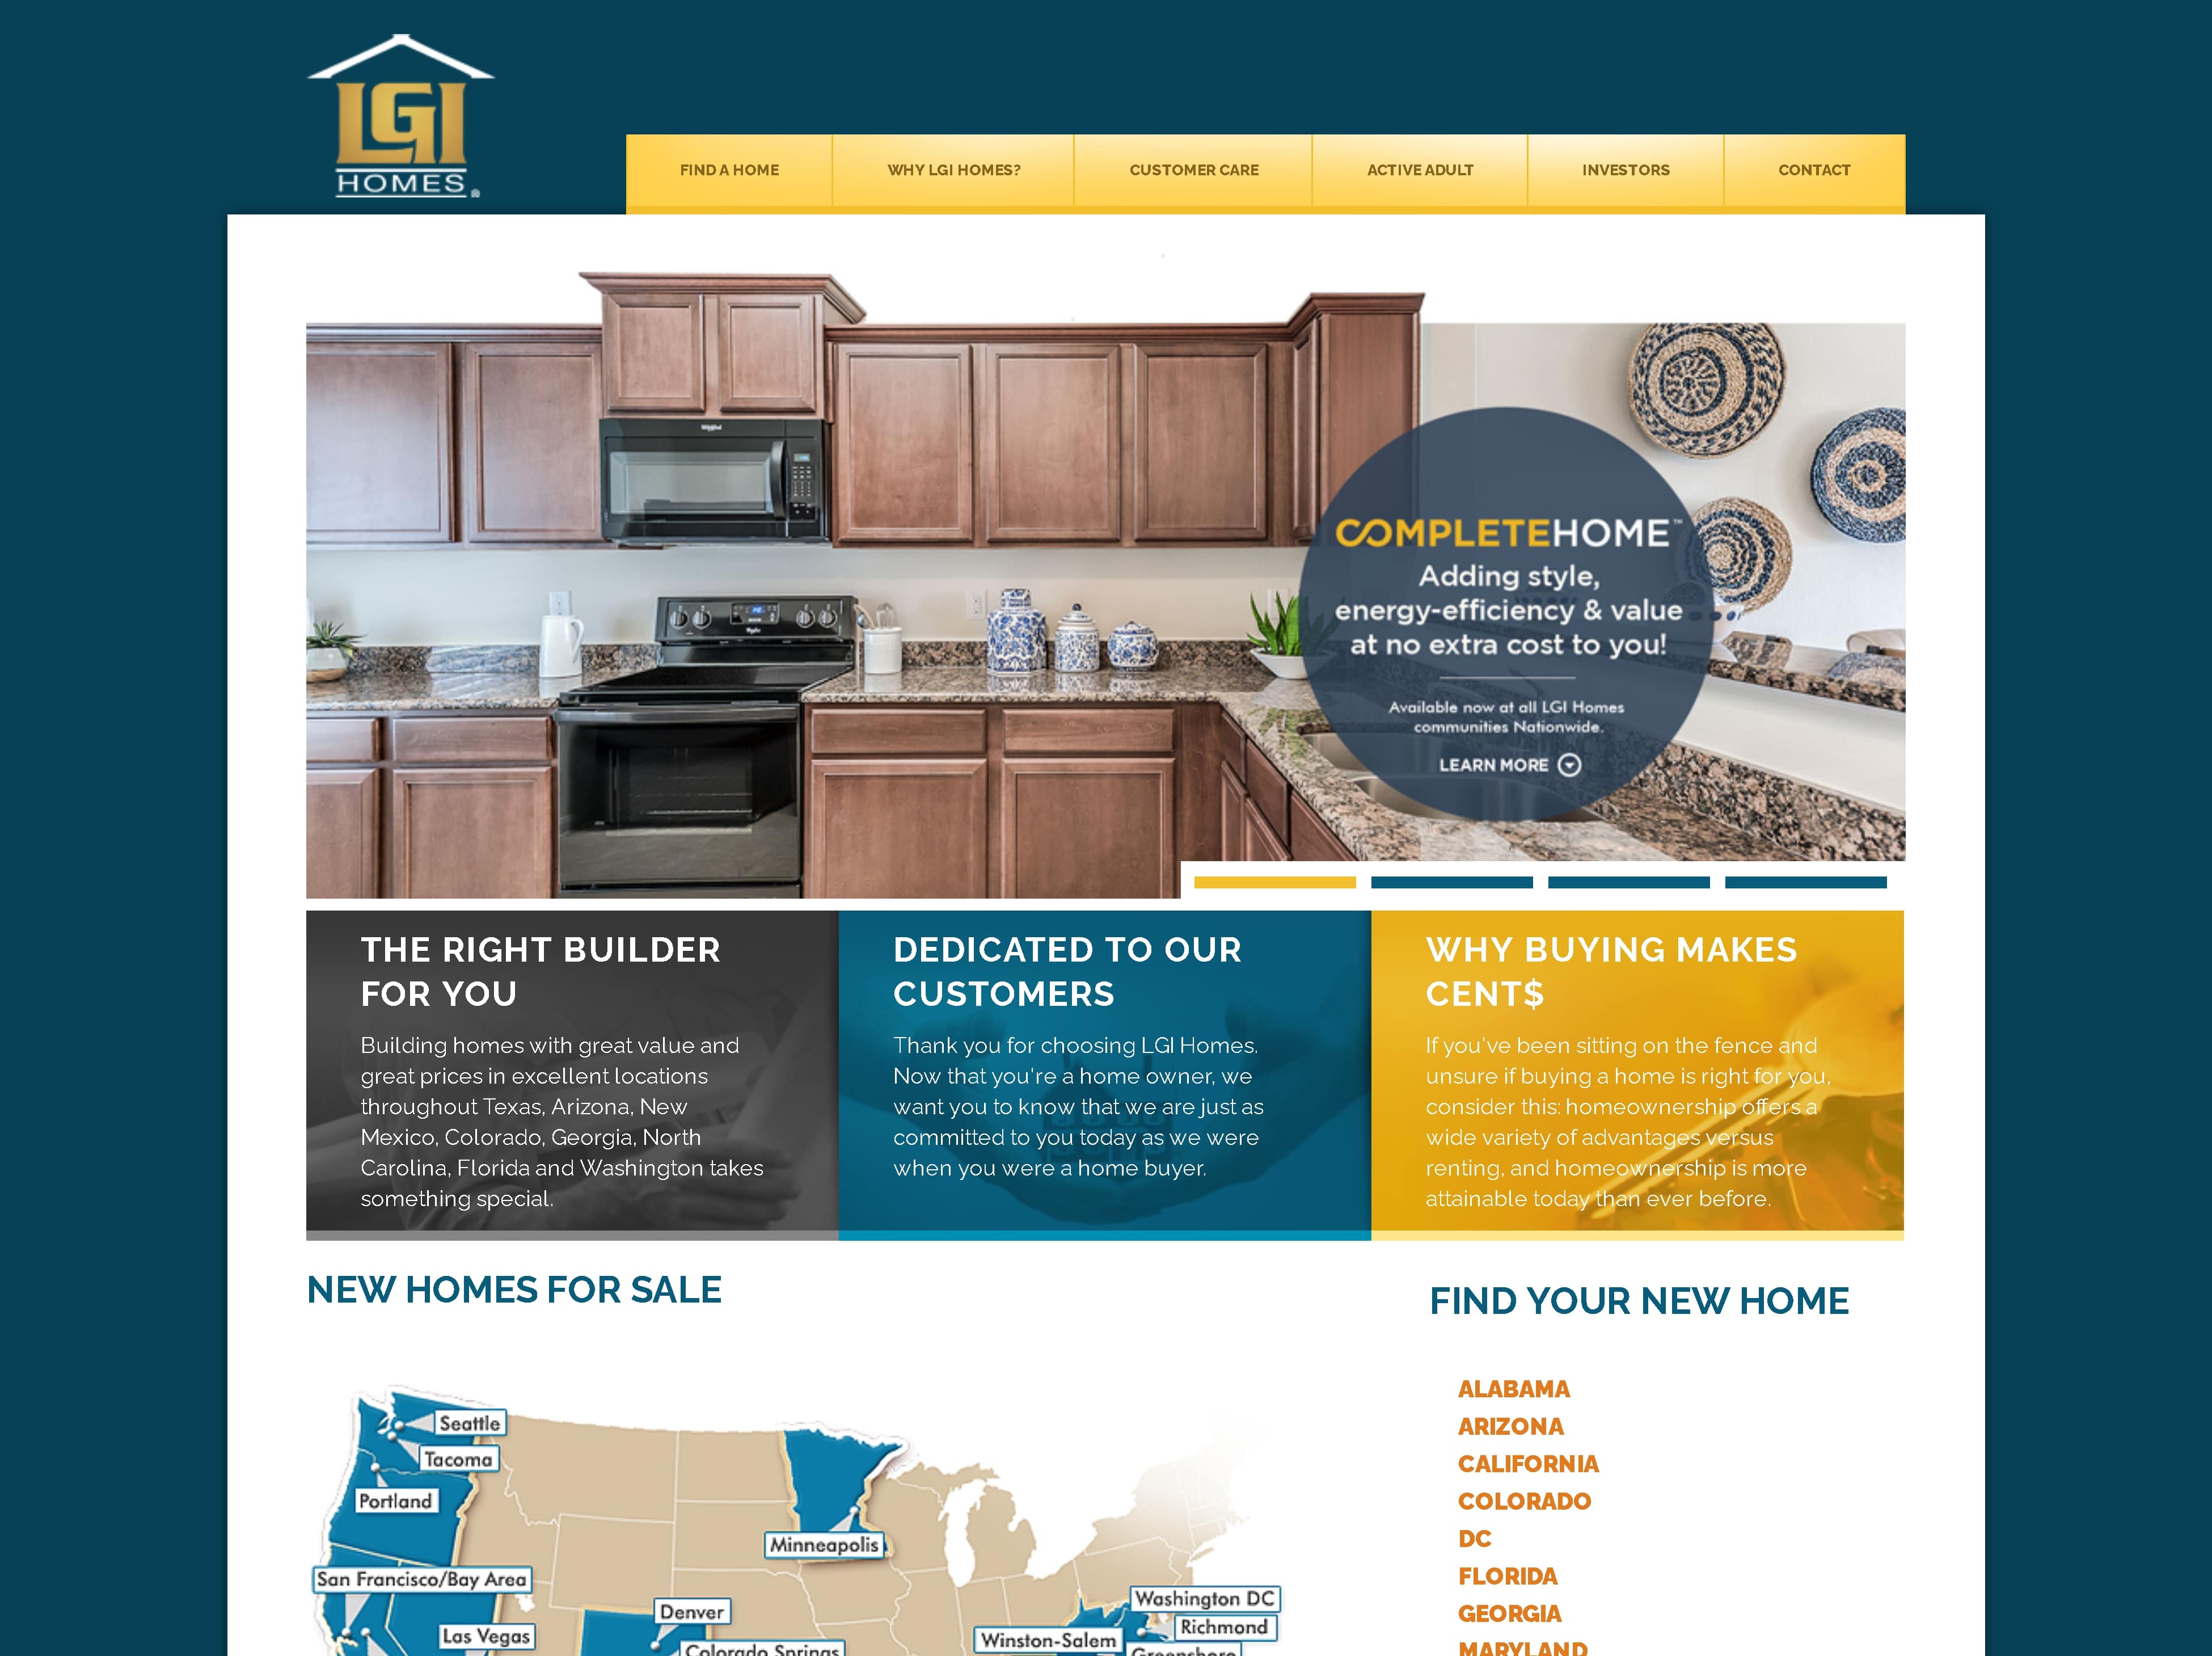 LGI
HOMES
FIND A HOME
WHY LGI HOMES?
CUSTOMER CARE
ACTIVE ADULT
INVESTORS
CONTACT
COMPLETEHOME™
Adding style,
energy-efficiency & value
at no extra cost to you!
Available now at all LGI Homes
communities Nationwide.
LEARN MORE
THE RIGHT BUILDER
FOR YOU
Building homes with great value and
great prices in excellent locations
throughout Texas, Arizona, New
Mexico, Colorado, Georgia, North
Carolina, Florida and Washington takes
something special.
DEDICATED TO OUR
CUSTOMERS
Thank you for choosing LGI Homes.
Now that you're a home owner, we
want you to know that we are just as
committed to you today as we were
when you were a home buyer.
WHY BUYING MAKES
CENT$
If you've been sitting on the fence and
unsure if buying a home is right for you,
consider this: homeownership offers a
wide variety of advantages versus
renting, and homeownership is more
attainable today than ever before.
NEW HOMES FOR SALE
Seattle
Tacoma
Portland
Minneapolis
San Francisco/Bay Area
Washington DC
Denver
Richmond
Las Vegas
Winston-Salem
Colorado Springs
Greensboro
FIND YOUR NEW HOME
ALABAMA
ARIZONA
CALIFORNIA
COLORADO
DC
FLORIDA
GEORGIA
MARYLAND